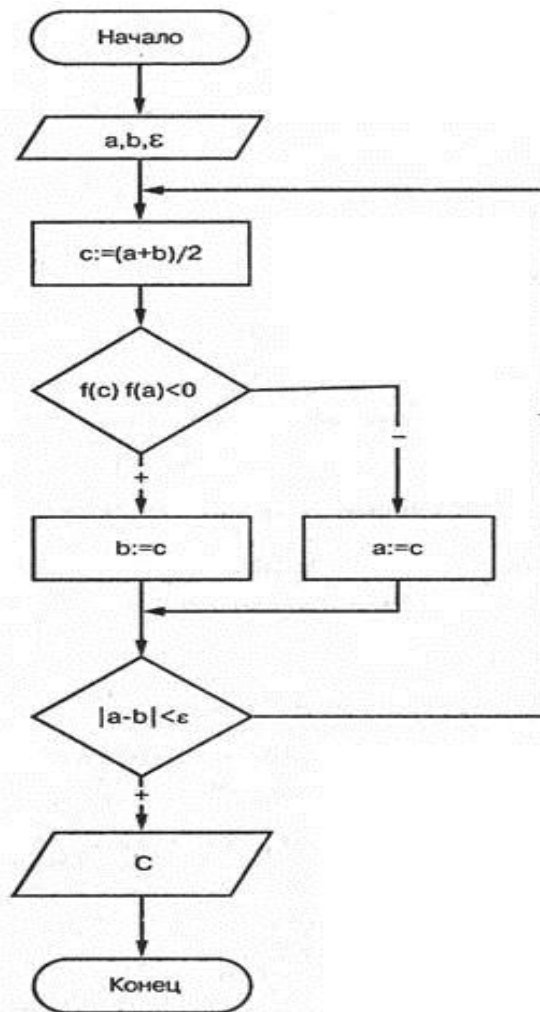 Начало
a,b,ε
c:=(a+b)/2
f(c) f(a)<0
–
+
b:=c
a:=c
|a-b|<ε
+
C
Конец